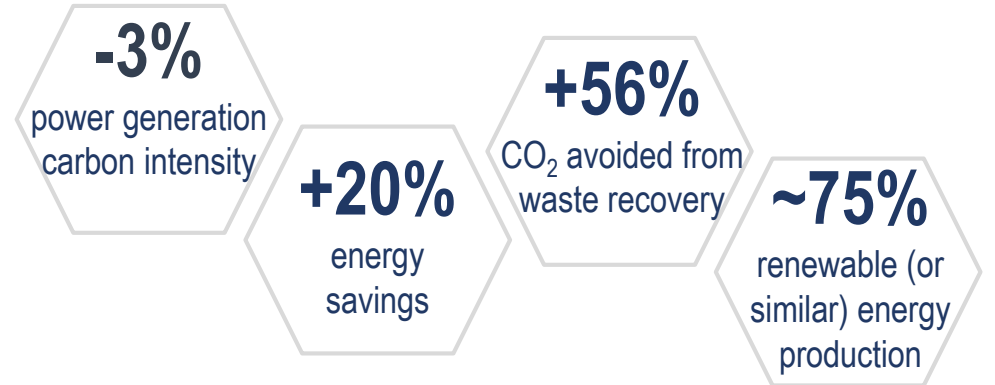 -3%
power generation
carbon intensity
+20%
energy
savings
+56%
CO₂ avoided from
waste recovery
~75%
renewable (or
similar) energy
production